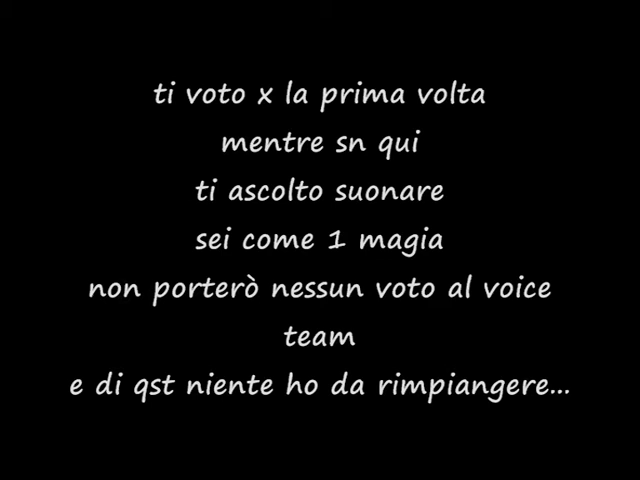 ti voto x la prima volta
mentre sn qui
ti ascolto suonare
sei come 1 magia
non porterò nessun voto al voice
team
e di qst niente ho da rimpiangere...